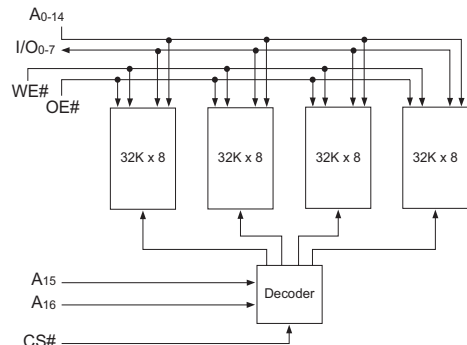 A0-14
I/O0-7
WE#
OE#
32K x 8
32K x 8
32K x 8
32K x 8
A15
A16
Decoder
CS#